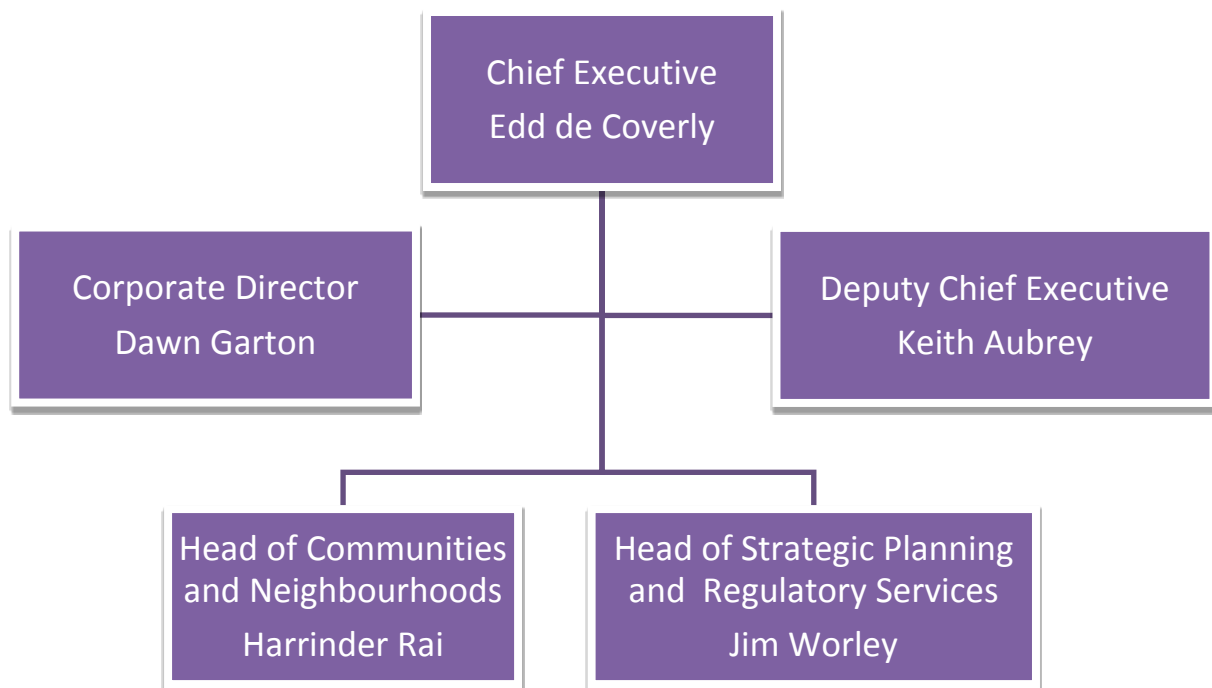 Chief Executive
Edd de Coverly
Corporate Director
Dawn Garton
Deputy Chief Executive
Keith Aubrey
Head of Communities
and Neighbourhoods
Harrinder Rai
Head of Strategic Planning
and  Regulatory Services
Jim Worley